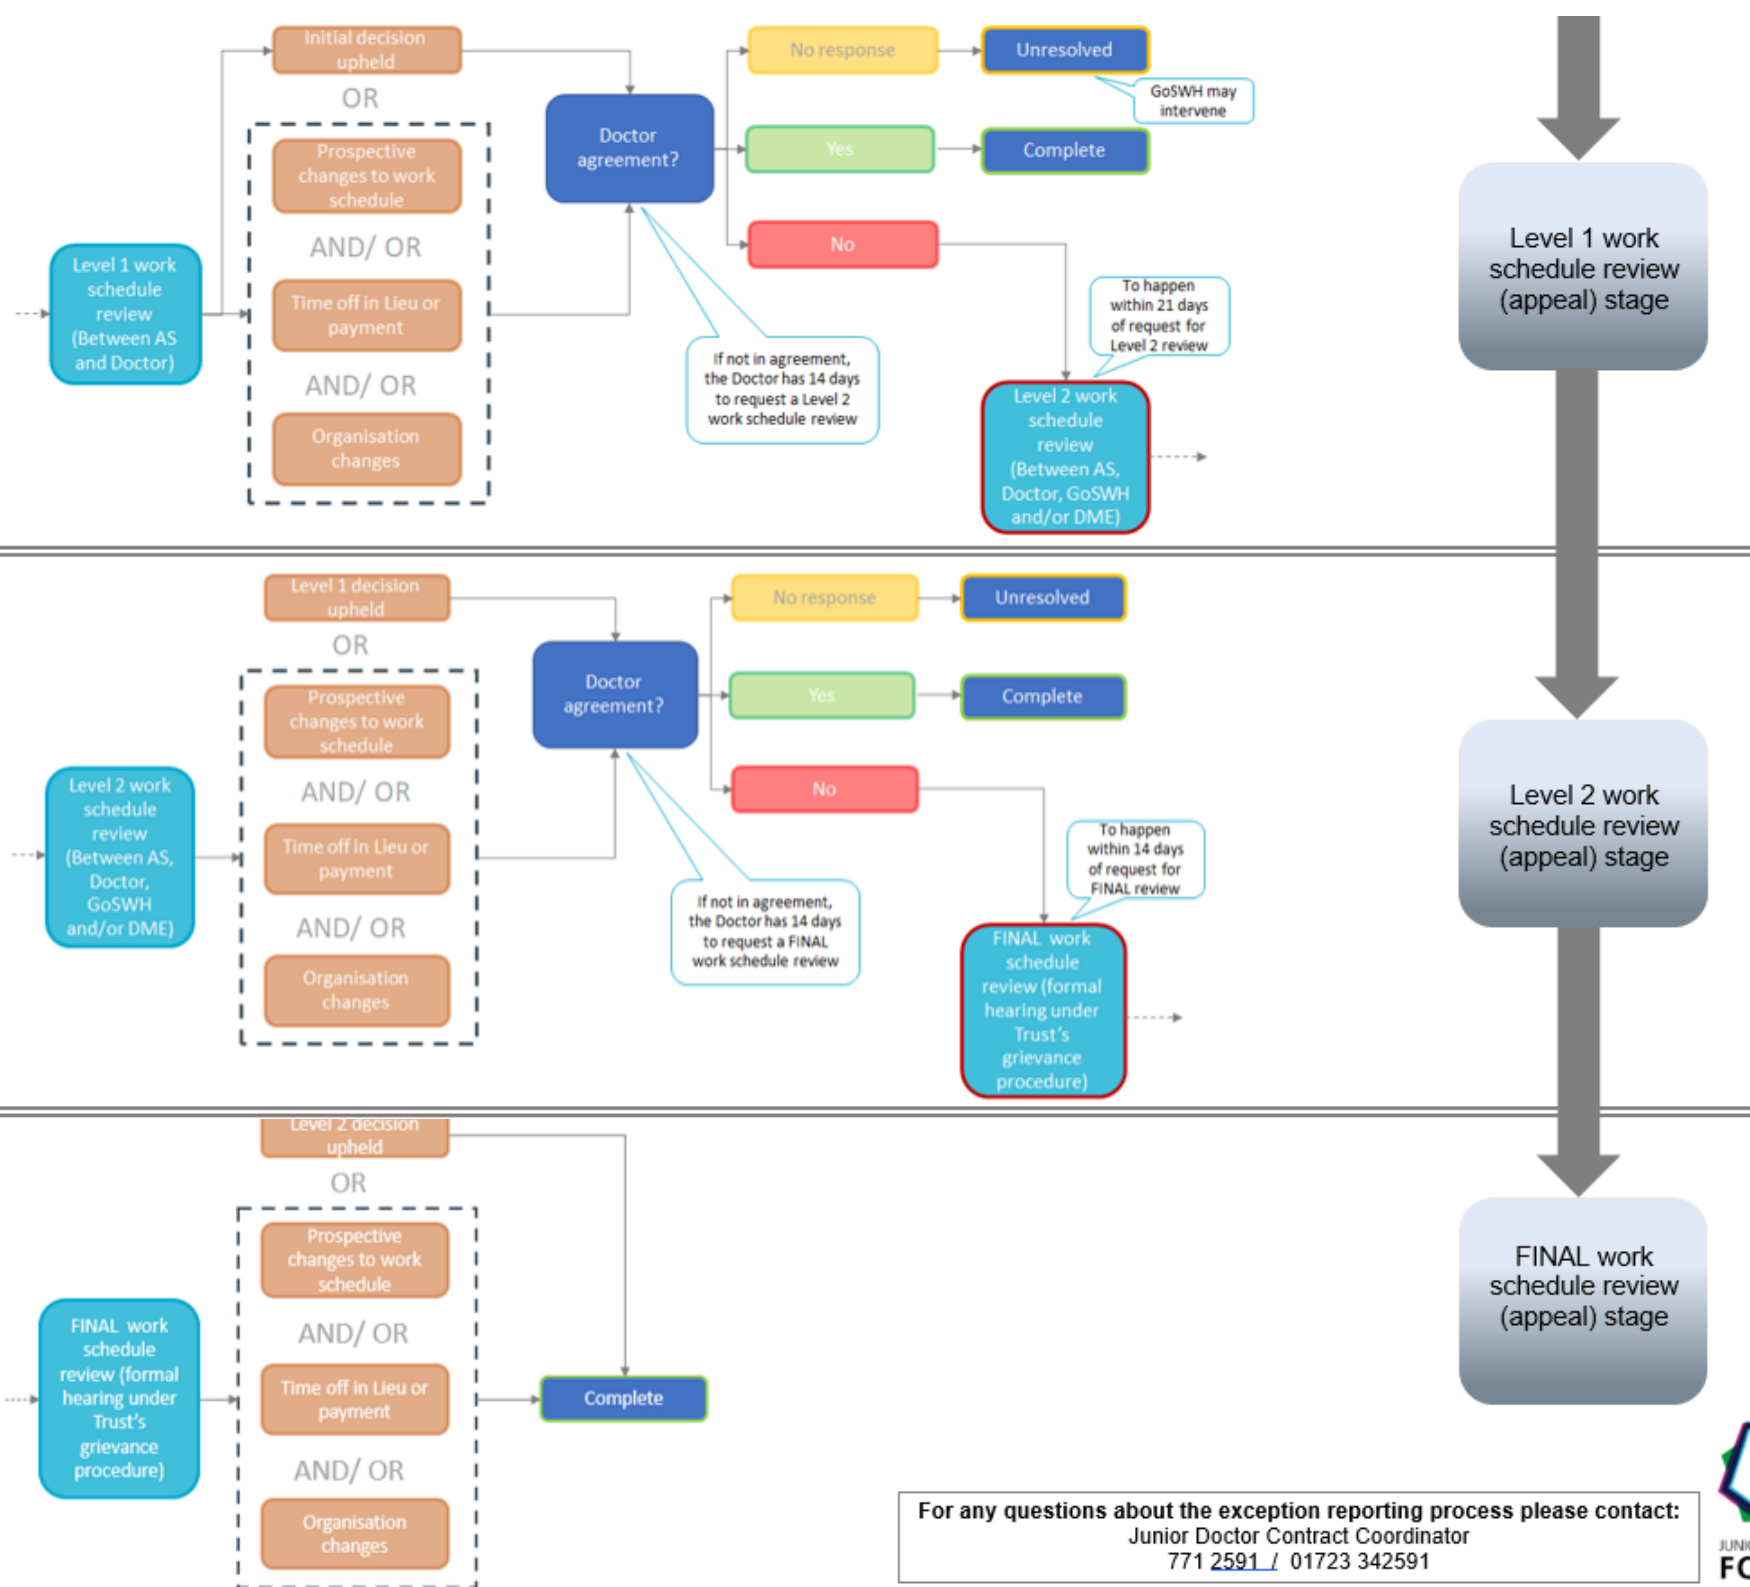 Initial decision
upheld
OR
Prospective
changes to work
schedule
AND/ OR
Time off in Lieu or
payment
AND/ OR
Organisation
changes
Level 1 work
schedule
review
(Between AS
and Doctor)
Doctor
agreement?
If not in agreement,
the Doctor has 14 days
to request a Level 2
work schedule review
No response
Unresolved
GoSWH may
intervene
Yes
Complete
No
To happen
within 21 days
of request for
Level 2 review
Level 2 work
schedule
review
(Between AS,
Doctor, GoSWH
and/or DME)
Level 1 work
schedule review
(appeal) stage
Level 1 decision
upheld
OR
Prospective
changes to work
schedule
AND/ OR
Time off in Lieu or
payment
AND/ OR
Organisation
changes
Level 2 work
schedule
review
(Between AS,
Doctor,
GoSWH
and/or DME)
Doctor
agreement?
If not in agreement,
the Doctor has 14 days
to request a FINAL
work schedule review
No response
Unresolved
Yes
Complete
No
To happen
within 14 days
of request for
FINAL review
FINAL work
schedule
review (formal
hearing under
Trust's
grievance
procedure)
Level 2 work
schedule review
(appeal) stage
Level 2 decision
upheld
OR
Prospective
changes to work
schedule
AND/ OR
Time off in Lieu or
payment
AND/ OR
Organisation
changes
FINAL work
schedule
review (formal
hearing under
Trust's
grievance
procedure)
Complete
FINAL work
schedule review
(appeal) stage
For any questions about the exception reporting process please contact:
Junior Doctor Contract Coordinator
771 2591 / 01723 342591